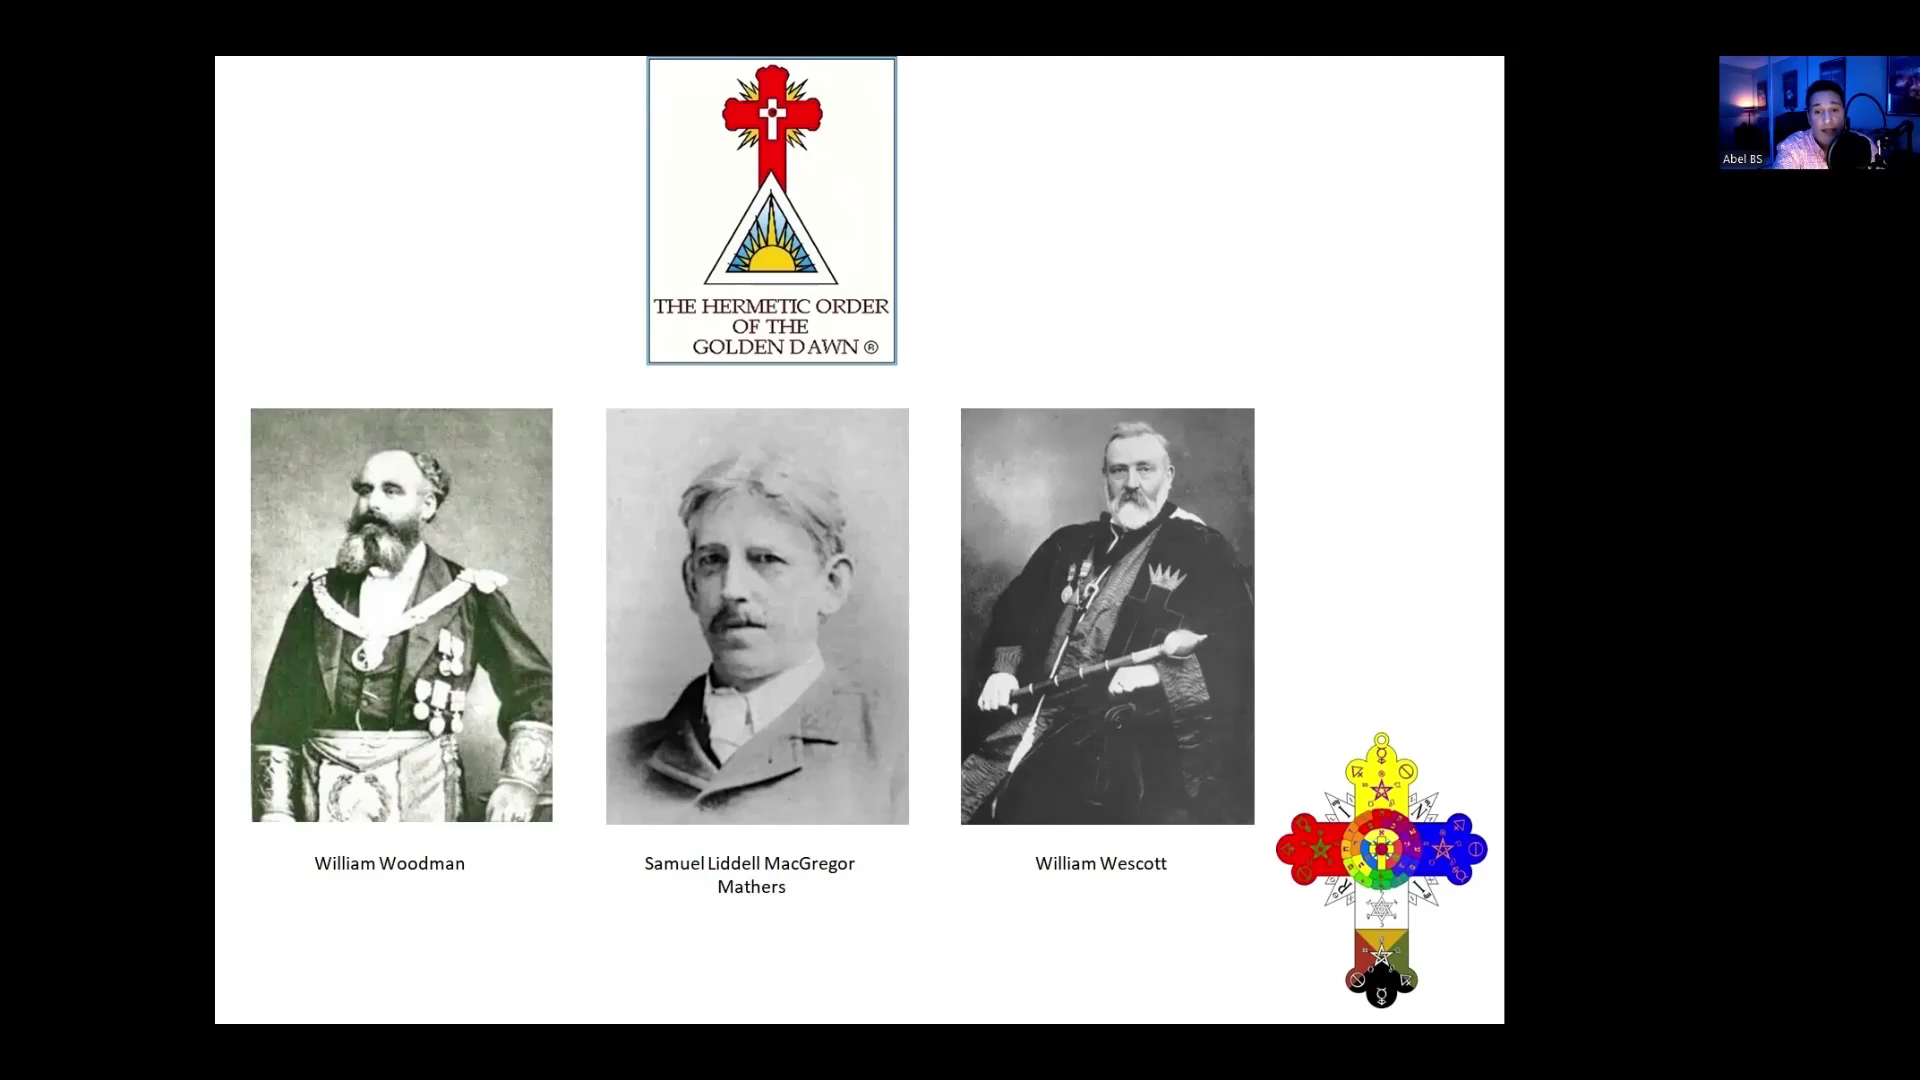 THE HERMETIC ORDER
OF THE
GOLDEN DAWN ®
William Woodman
Samuel Liddell MacGregor
Mathers
William Wescott
I N
R I
Abel BS